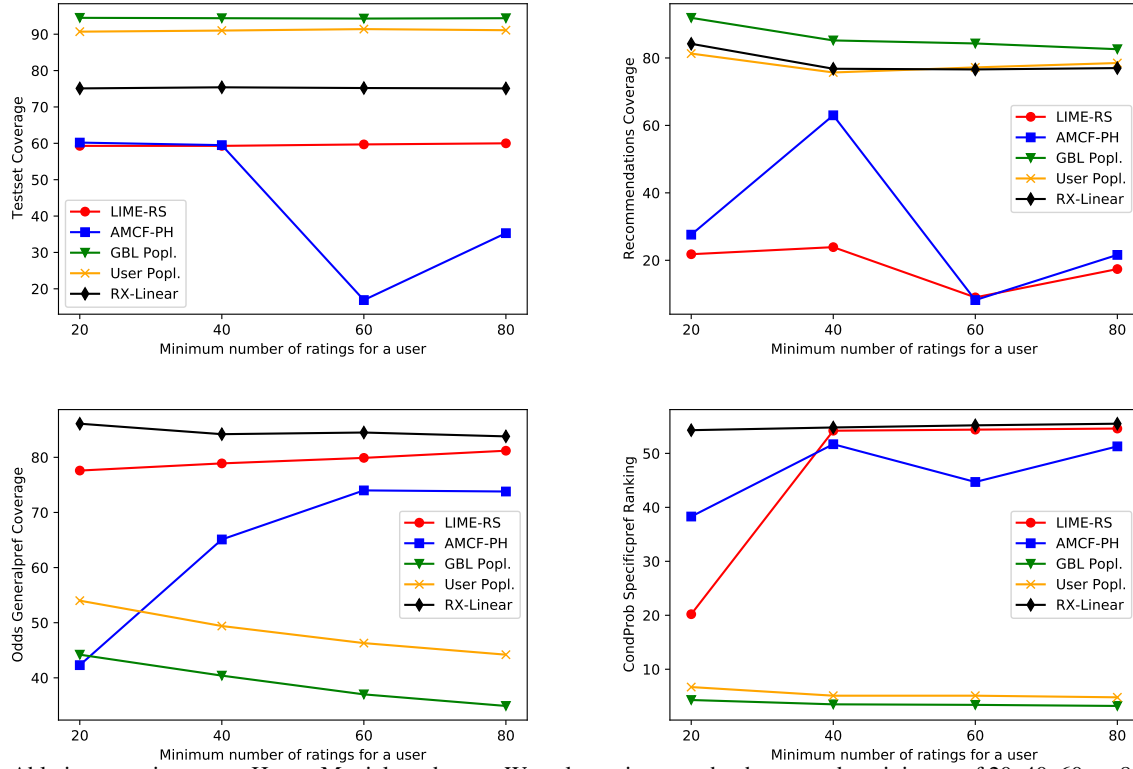 Testset Coverage
90
80
70
60
50
40
30
20
LIME-RS
AMCF-PH
GBL Popl.
User Popl.
RX-Linear
20 40 60 80
Minimum number of ratings for a user
Recommendations Coverage
80
60
40
20
LIME-RS
AMCF-PH
GBL Popl.
User Popl.
RX-Linear
20 40 60 80
Minimum number of ratings for a user
Odds Generalpref Coverage
80
70
60
50
40
LIME-RS
AMCF-PH
GBL Popl.
User Popl.
RX-Linear
20 40 60 80
Minimum number of ratings for a user
CondProb Specificpref Ranking
50
40
30
20
10
LIME-RS
AMCF-PH
GBL Popl.
User Popl.
RX-Linear
20 40 60 80
Minimum number of ratings for a user